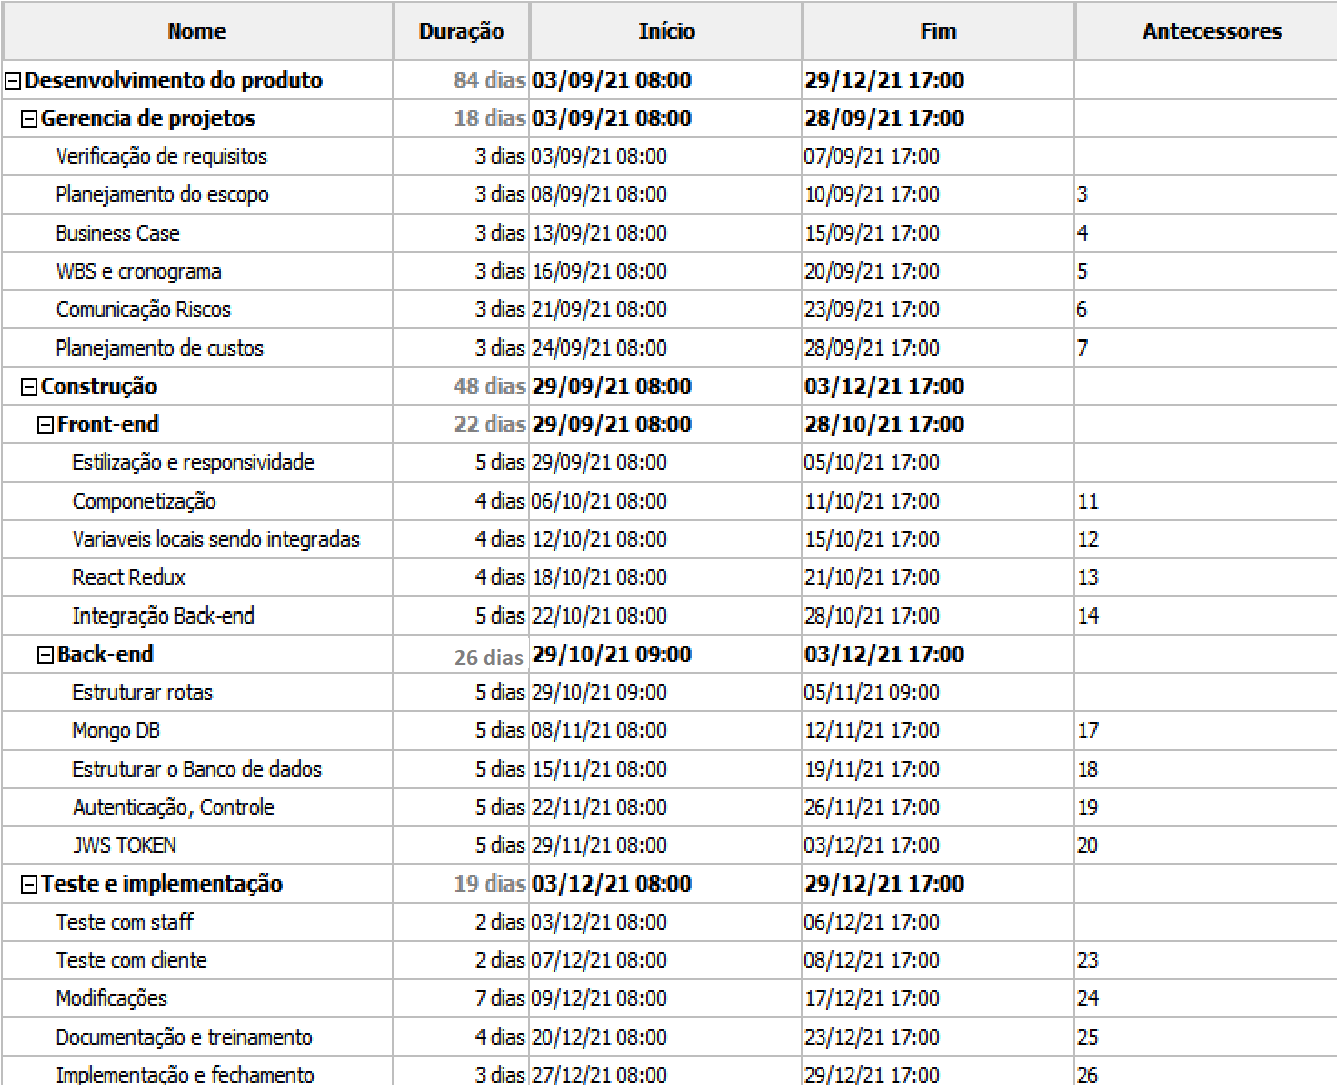 Nome Duração Início Fim Antecessores
Desenvolvimento do produto 84 dias 03/09/21 08:00 29/12/21 17:00
Gerencia de projetos 18 dias 03/09/21 08:00 28/09/21 17:00
Verificação de requisitos 3 dias 03/09/21 08:00 07/09/21 17:00
Planejamento do escopo 3 dias 08/09/21 08:00 10/09/21 17:00 3
Business Case 3 dias 13/09/21 08:00 15/09/21 17:00 4
WBS e cronograma 3 dias 16/09/21 08:00 20/09/21 17:00 5
Comunicação Riscos 3 dias 21/09/21 08:00 23/09/21 17:00 6
Planejamento de custos 3 dias 24/09/21 08:00 28/09/21 17:00 7
Construção 48 dias 29/09/21 08:00 03/12/21 17:00
Front-end 22 dias 29/09/21 08:00 28/10/21 17:00
Estilização e responsividade 5 dias 29/09/21 08:00 05/10/21 17:00
Componetização 4 dias 06/10/21 08:00 11/10/21 17:00 11
Variaveis locais sendo integradas 4 dias 12/10/21 08:00 15/10/21 17:00 12
React Redux 4 dias 18/10/21 08:00 21/10/21 17:00 13
Integração Back-end 5 dias 22/10/21 08:00 28/10/21 17:00 14
Back-end 26 dias 29/10/21 09:00 03/12/21 17:00
Estruturar rotas 5 dias 29/10/21 09:00 05/11/21 09:00
Mongo DB 5 dias 08/11/21 08:00 12/11/21 17:00 17
Estruturar o Banco de dados 5 dias 15/11/21 08:00 19/11/21 17:00 18
Autenticação, Controle 5 dias 22/11/21 08:00 26/11/21 17:00 19
JWS TOKEN 5 dias 29/11/21 08:00 03/12/21 17:00 20
Teste e implementação 19 dias 03/12/21 08:00 29/12/21 17:00
Teste com staff 2 dias 03/12/21 08:00 06/12/21 17:00
Teste com cliente 2 dias 07/12/21 08:00 08/12/21 17:00 23
Modificações 7 dias 09/12/21 08:00 17/12/21 17:00 24
Documentação e treinamento 4 dias 20/12/21 08:00 23/12/21 17:00 25
Implementação e fechamento 3 dias 27/12/21 08:00 29/12/21 17:00 26